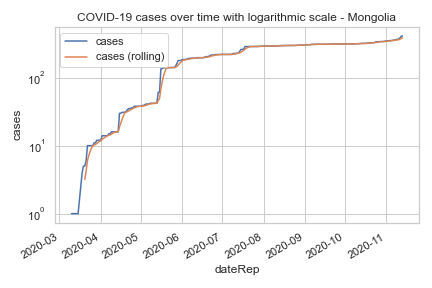 COVID-19 cases over time with logarithmic scale - Mongolia
cases
cases (rolling)
10²
10¹
10⁰
cases
2020-03
2020-04
2020-05
2020-06
2020-07
2020-08
2020-09
2020-10
2020-11
dateRep